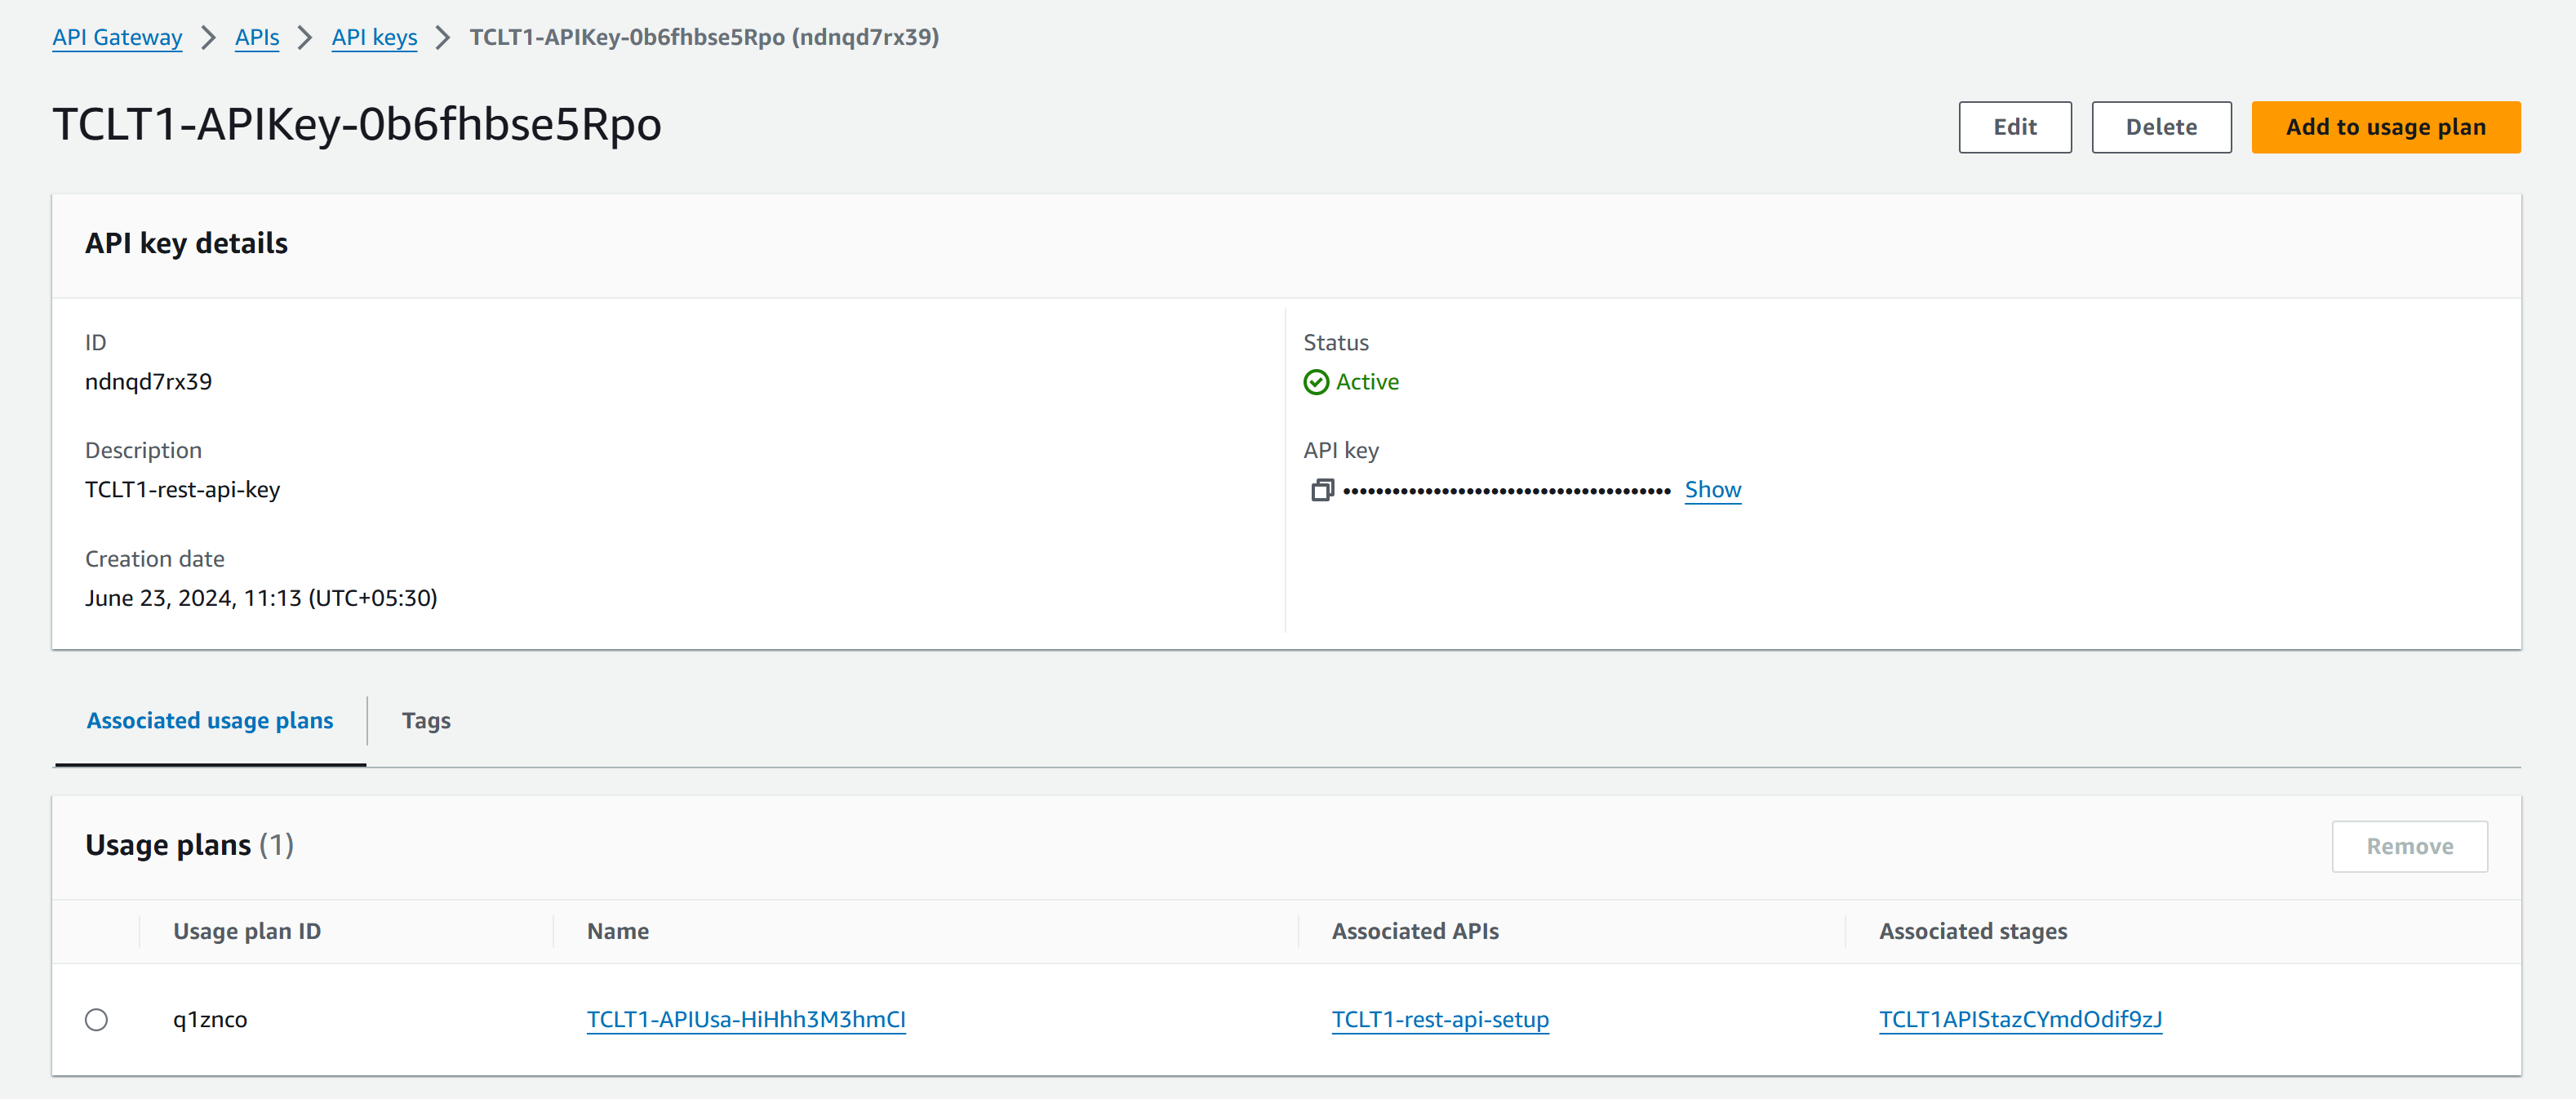 API Gateway > APIs > API keys > TCLT1-APIKey-0b6fhbse5Rpo (ndnqd7rx39)
TCLT1-APIKey-0b6fhbse5Rpo
Edit Delete Add to usage plan
API key details
ID
ndnqd7rx39
Description
TCLT1-rest-api-key
Creation date
June 23, 2024, 11:13 (UTC+05:30)
Status
Active
API key
•••••••••••••••••••••••••••••••••••••••• Show
Associated usage plans Tags
Usage plans (1) Remove
Usage plan ID Name Associated APIs Associated stages
q1znco TCLT1-APIUsa-HiHhh3M3hmCI TCLT1-rest-api-setup TCLT1APIStazCYmdOdif9zJ